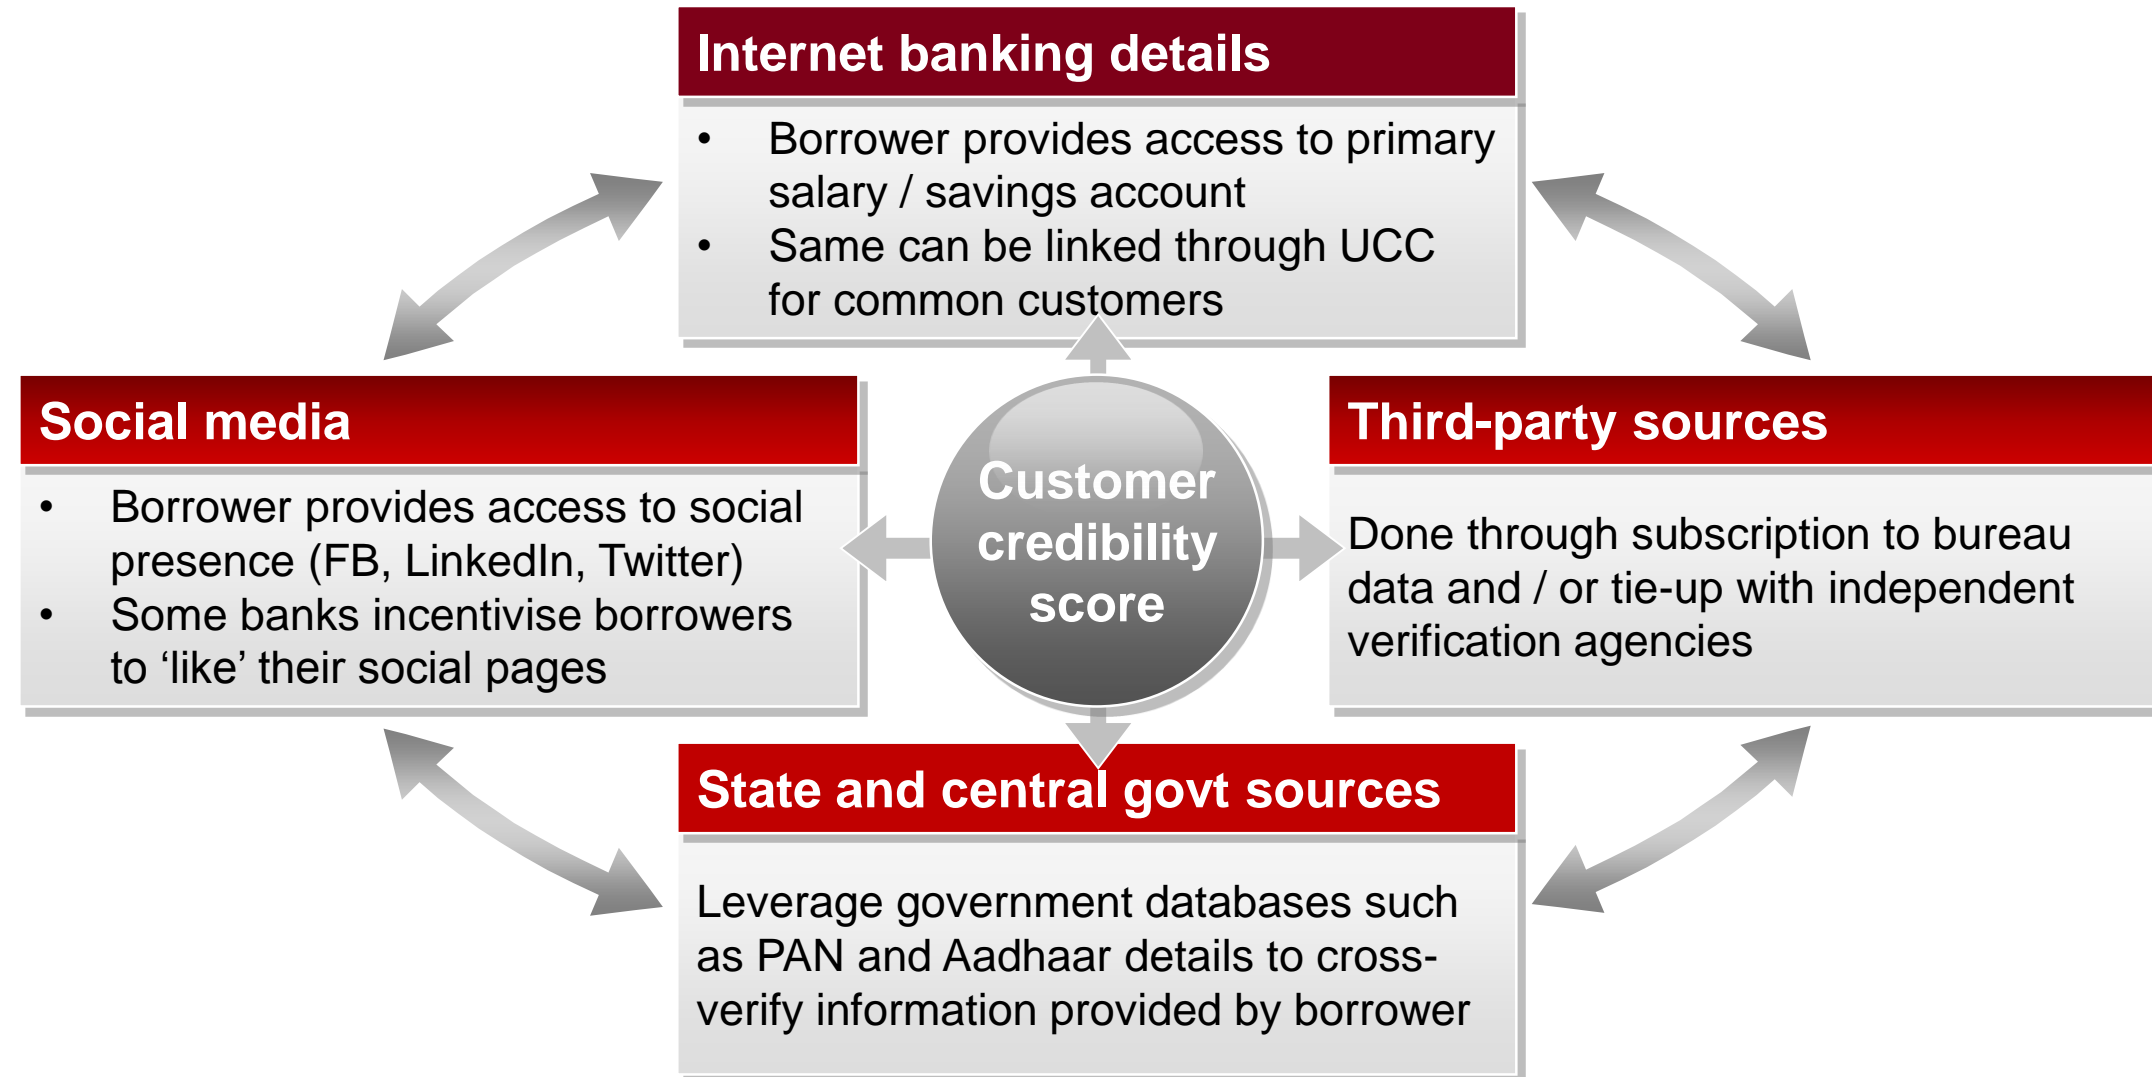 Internet banking details
• Borrower provides access to primary
salary / savings account
• Same can be linked through UCC
for common customers
Social media
• Borrower provides access to social
presence (FB, LinkedIn, Twitter)
• Some banks incentivise borrowers
to ‘like’ their social pages
Customer
credibility
score
Third-party sources
Done through subscription to bureau
data and / or tie-up with independent
verification agencies
State and central govt sources
Leverage government databases such
as PAN and Aadhaar details to cross-
verify information provided by borrower